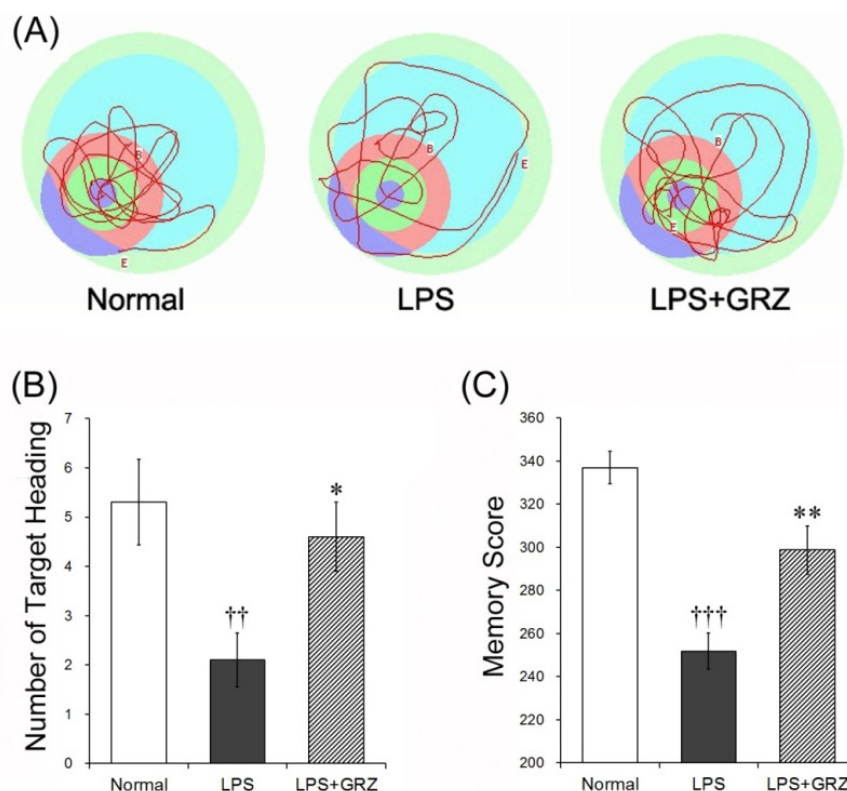 (A)
B
E
B
E
B
E
Normal
LPS
LPS+GRZ
(B)
Number of Target Heading
7
6
5
4
3
2
1
0
††
*
Normal
LPS
LPS+GRZ
(C)
Memory Score
360
340
320
300
280
260
240
220
200
†††
**
Normal
LPS
LPS+GRZ